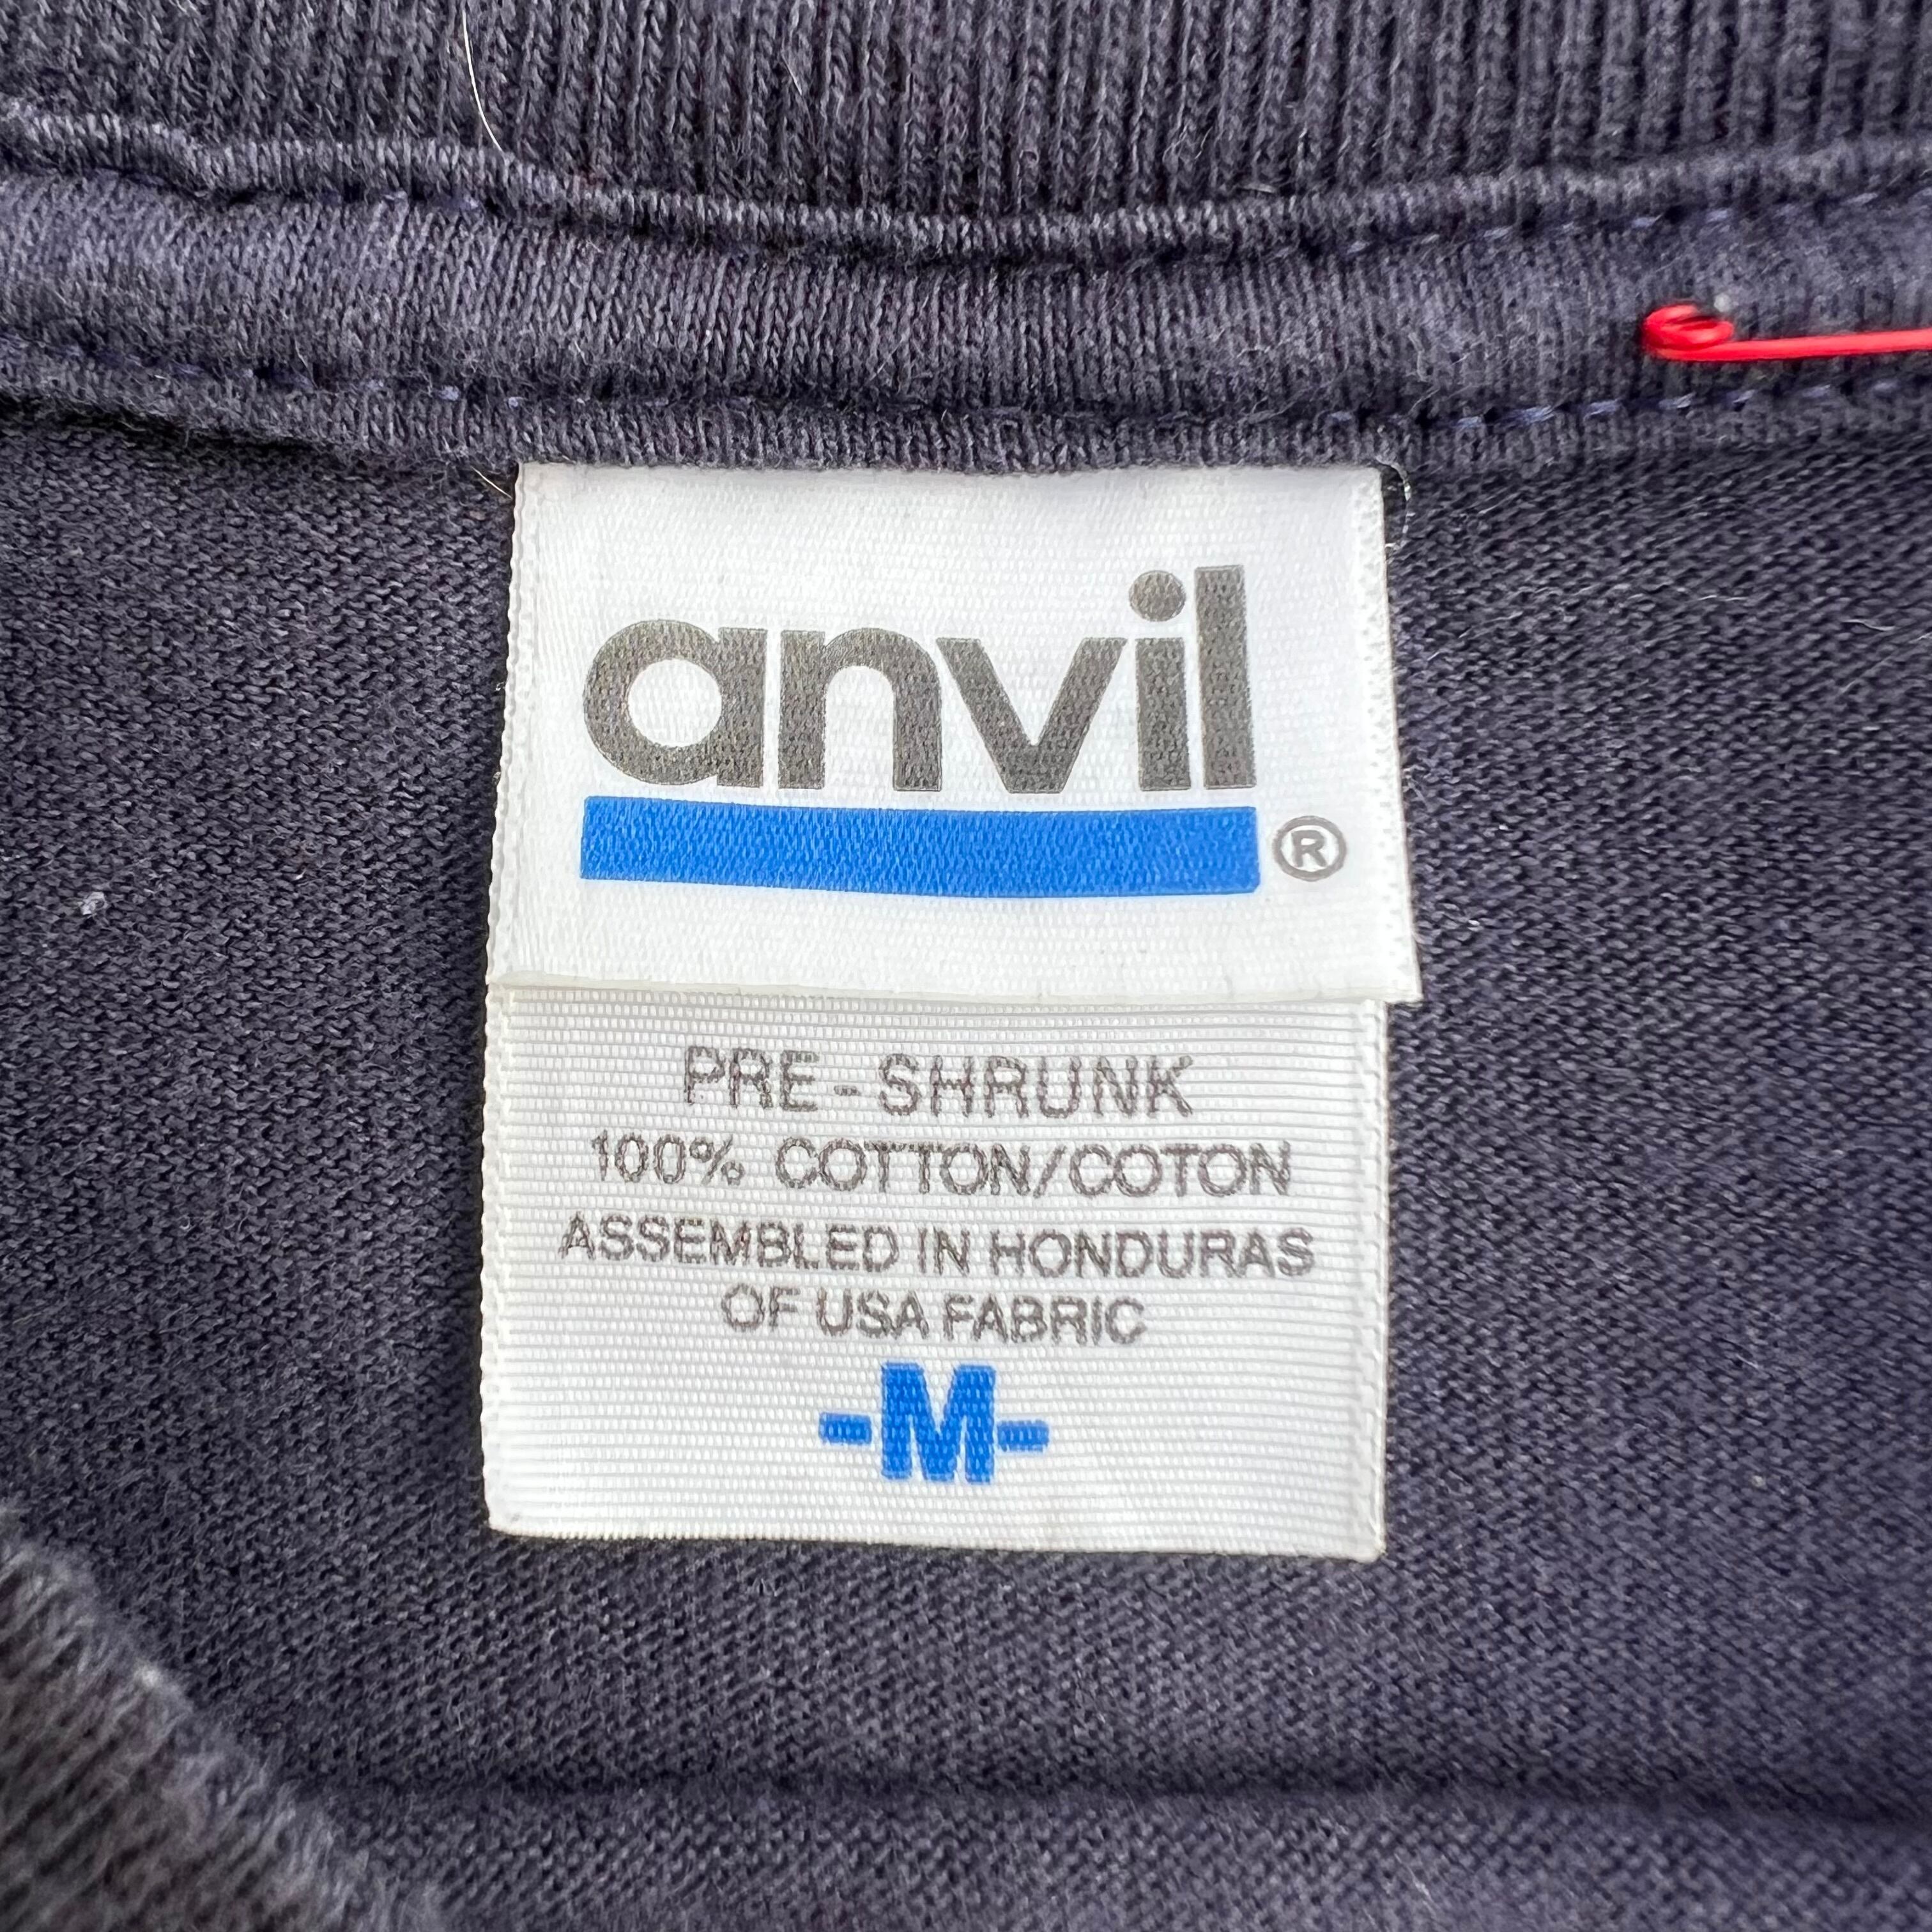 anvil
®
PRE-SHRUNK
100% COTTON/COTON
ASSEMBLED IN HONDURAS
OF USA FABRIC
-M-